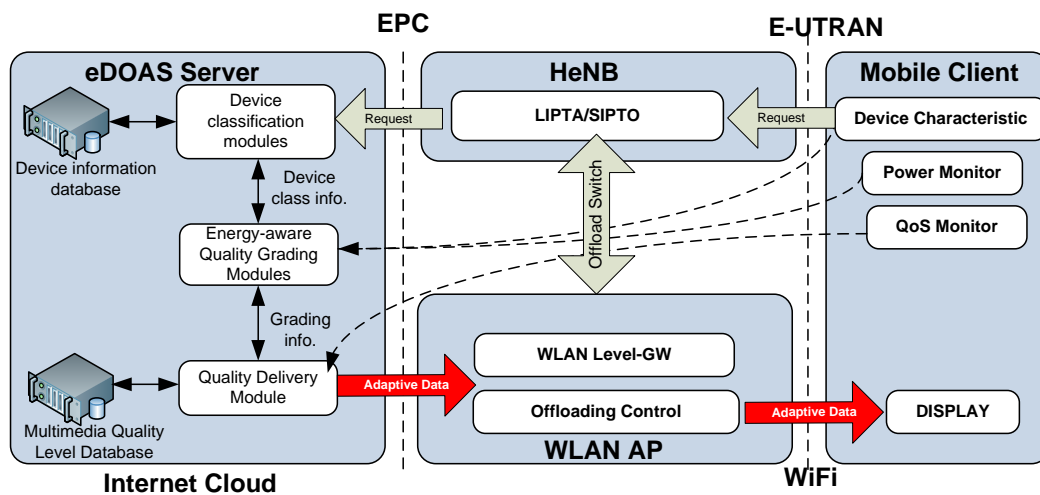 EPC
E-UTRAN
eDOAS Server
HeNB
Mobile Client
Device
classification
modules
Request
LIPTA/SIPTO
Request
Device Characteristic
Device information
database
Device
class info.
Offload Switch
Power Monitor
QoS Monitor
Energy-aware
Quality Grading
Modules
Grading
info.
WLAN Level-GW
Quality Delivery
Module
Adaptive Data
Offloading Control
Adaptive Data
DISPLAY
Multimedia Quality
Level Database
WLAN AP
Internet Cloud
WiFi